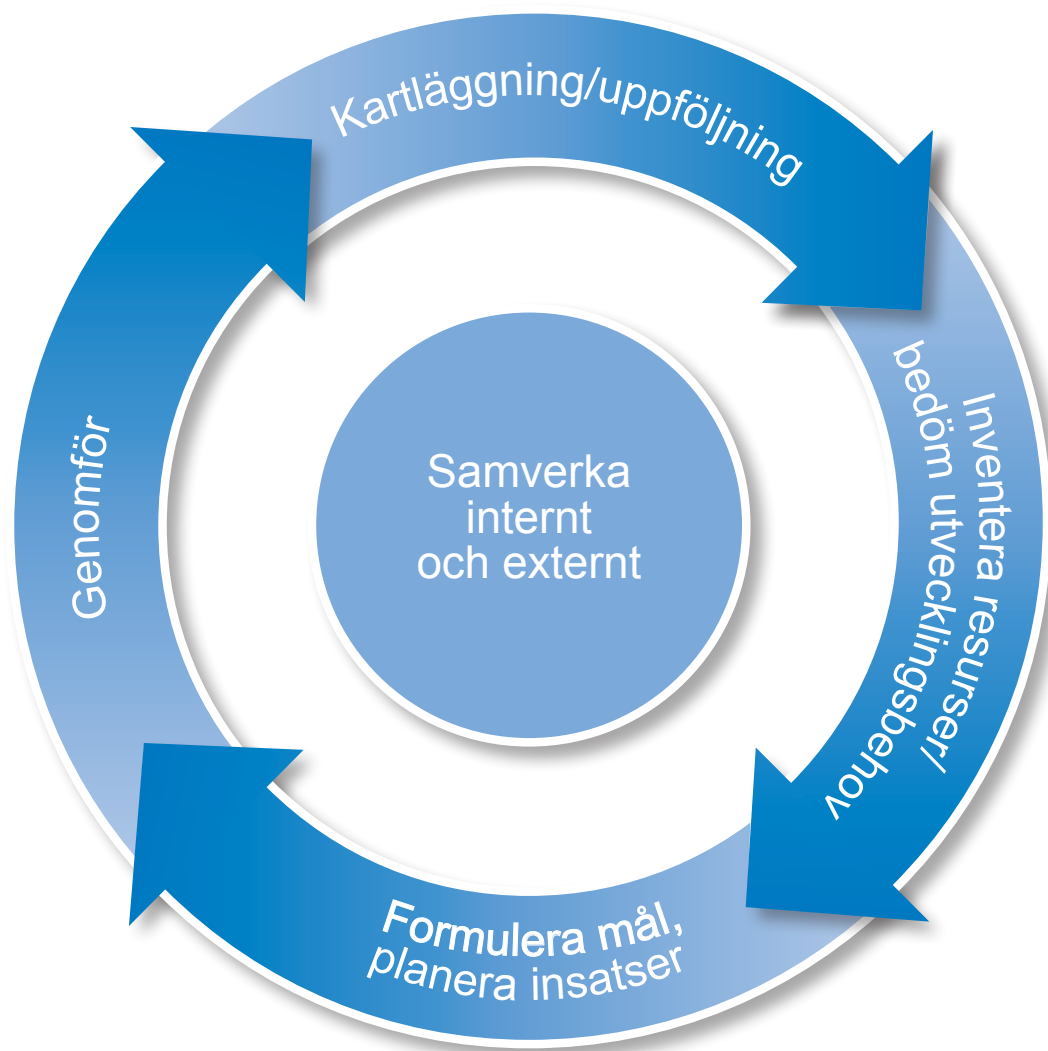 Kartläggning/uppföljning
Inventera resurser/
bedöm utvecklingsbehov
Formulera mål,
planera insatser
Genomför
Samverka
internt
och externt